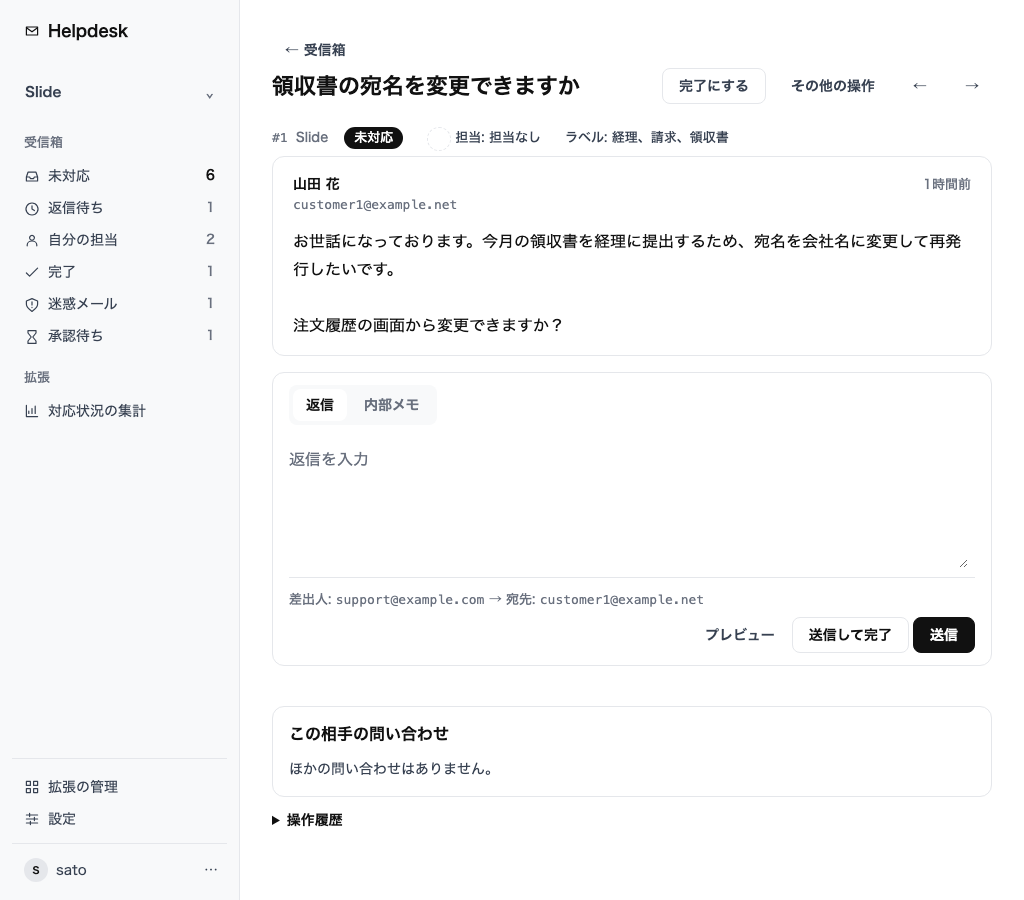 Helpdesk
Slide
受信箱
未対応 6
返信待ち 1
自分の担当 2
完了 1
迷惑メール 1
承認待ち 1
拡張
対応状況の集計
拡張の管理
設定
S sato ...
← 受信箱
領収書の宛名を変更できますか 完了にする その他の操作 ← →
#1 Slide 未対応 担当: 担当なし ラベル: 経理、請求、領収書
山田 花 1時間前
customer1@example.net
お世話になっております。今月の領収書を経理に提出するため、宛名を会社名に変更して再発
行したいです。
注文履歴の画面から変更できますか？
返信 内部メモ
返信を入力
差出人: support@example.com → 宛先: customer1@example.net
プレビュー 送信して完了 送信
この相手の問い合わせ
ほかの問い合わせはありません。
▶ 操作履歴